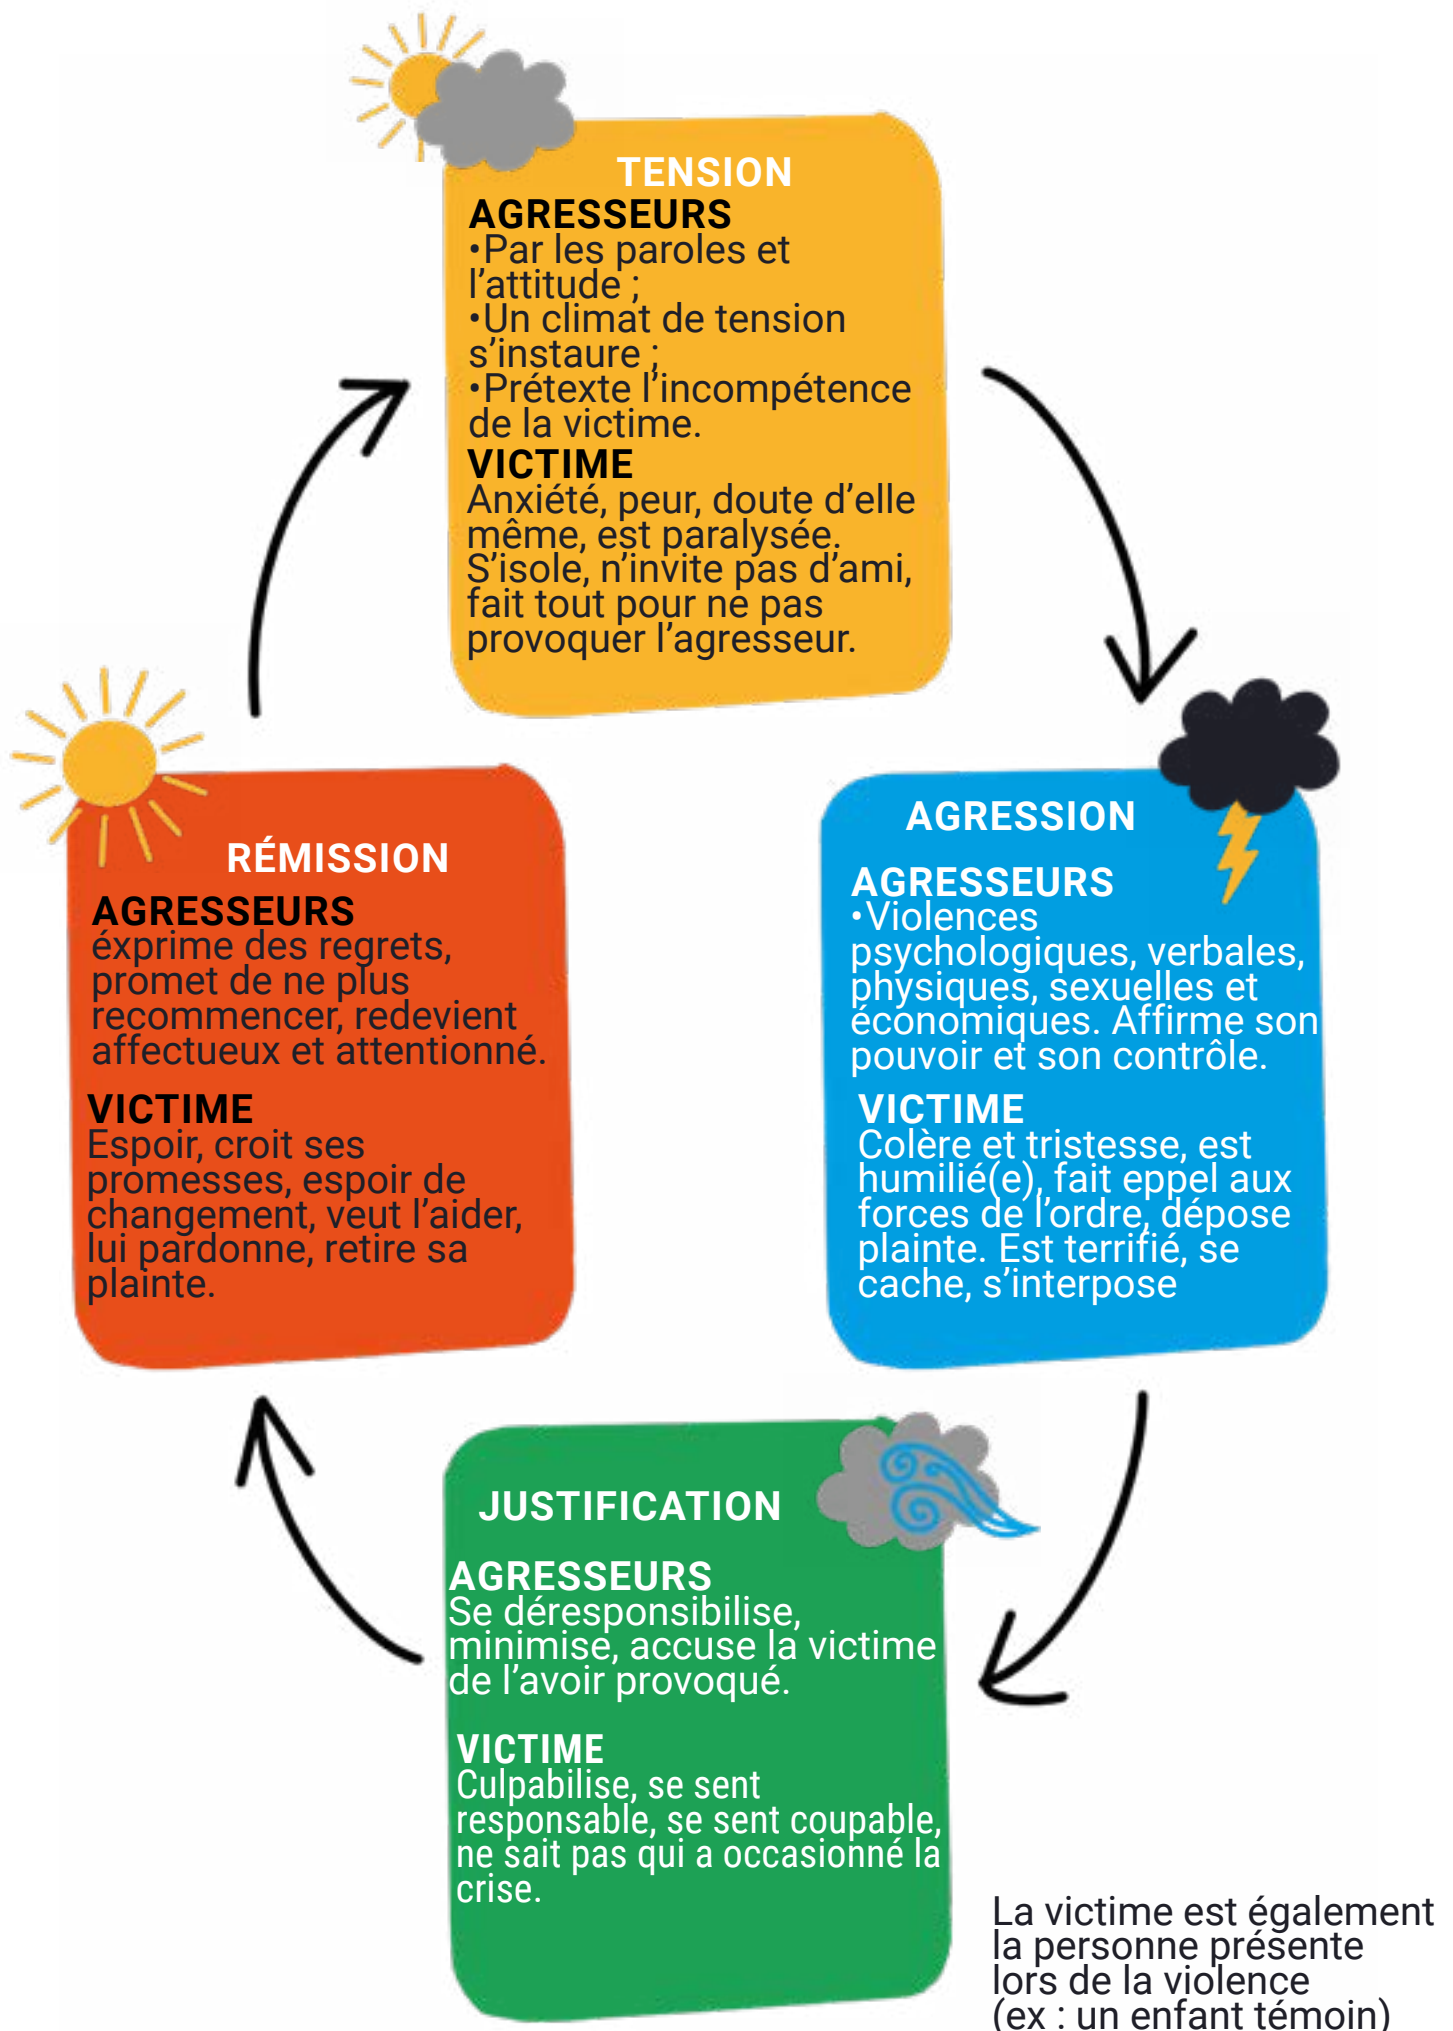 TENSION
AGRESSEURS
•Par les paroles et
l’attitude ;
•Un climat de tension
s’instaure ;
•Prétexte l’incompétence
de la victime.
VICTIME
Anxiété, peur, doute d’elle
même, est paralysée.
S’isole, n’invite pas d’ami,
fait tout pour ne pas
provoquer l’agresseur.
AGRESSION
AGRESSEURS
•Violences
psychologiques, verbales,
physiques, sexuelles et
économiques. Affirme son
pouvoir et son contrôle.
VICTIME
Colère et tristesse, est
humilié(e), fait eppel aux
forces de l’ordre, dépose
plainte. Est terrifié, se
cache, s’interpose
JUSTIFICATION
AGRESSEURS
Se déresponsibilise,
minimise, accuse la victime
de l’avoir provoqué.
VICTIME
Culpabilise, se sent
responsable, se sent coupable,
ne sait pas qui a occasionné la
crise.
RÉMISSION
AGRESSEURS
éxprime des regrets,
promet de ne plus
recommencer, redevient
affectueux et attentionné.
VICTIME
Espoir, croit ses
promesses, espoir de
changement, veut l’aider,
lui pardonne, retire sa
plainte.
La victime est également
la personne présente
lors de la violence
(ex : un enfant témoin)